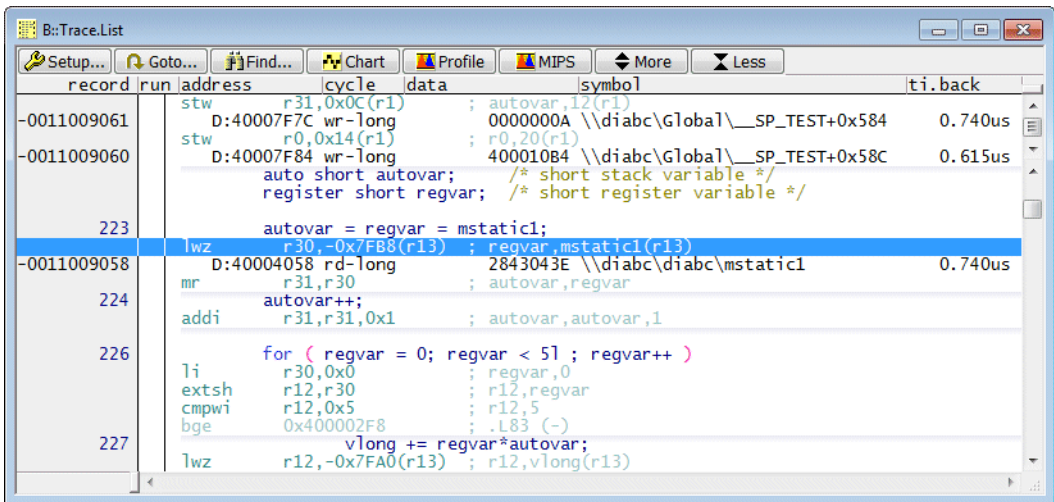 B::Trace.List
Setup... Goto... Find... Chart Profile MIPS More Less
record run address cycle data symbol ti.back
stw r31,0x0C(r1) ; autovar,12(r1)
-0011009061 D:40007F7C wr-long 0000000A \\diabc\Global\__SP_TEST+0x584 0.740us
stw r0,0x14(r1) ; r0,20(r1)
-0011009060 D:40007F84 wr-long 400010B4 \\diabc\Global\__SP_TEST+0x58C 0.615us
auto short autovar; /* short stack variable */
register short regvar; /* short register variable */
223 autovar = regvar = mstatic1;
lwz r30,-0x7FB8(r13) ; regvar,mstatic1(r13)
-0011009058 D:40004058 rd-long 2843043E \\diabc\diabc\mstatic1 0.740us
mr r31,r30 ; autovar,regvar
224 autovar++;
addi r31,r31,0x1 ; autovar,autovar,1
226 for ( regvar = 0; regvar < 5l ; regvar++ )
li r30,0x0 ; regvar,0
extsh r12,r30 ; r12,regvar
cmpwi r12,0x5 ; r12,5
bge 0x400002F8 ; .L83 (-)
227 vlong += regvar*autovar;
lwz r12,-0x7FA0(r13) ; r12,vlong(r13)